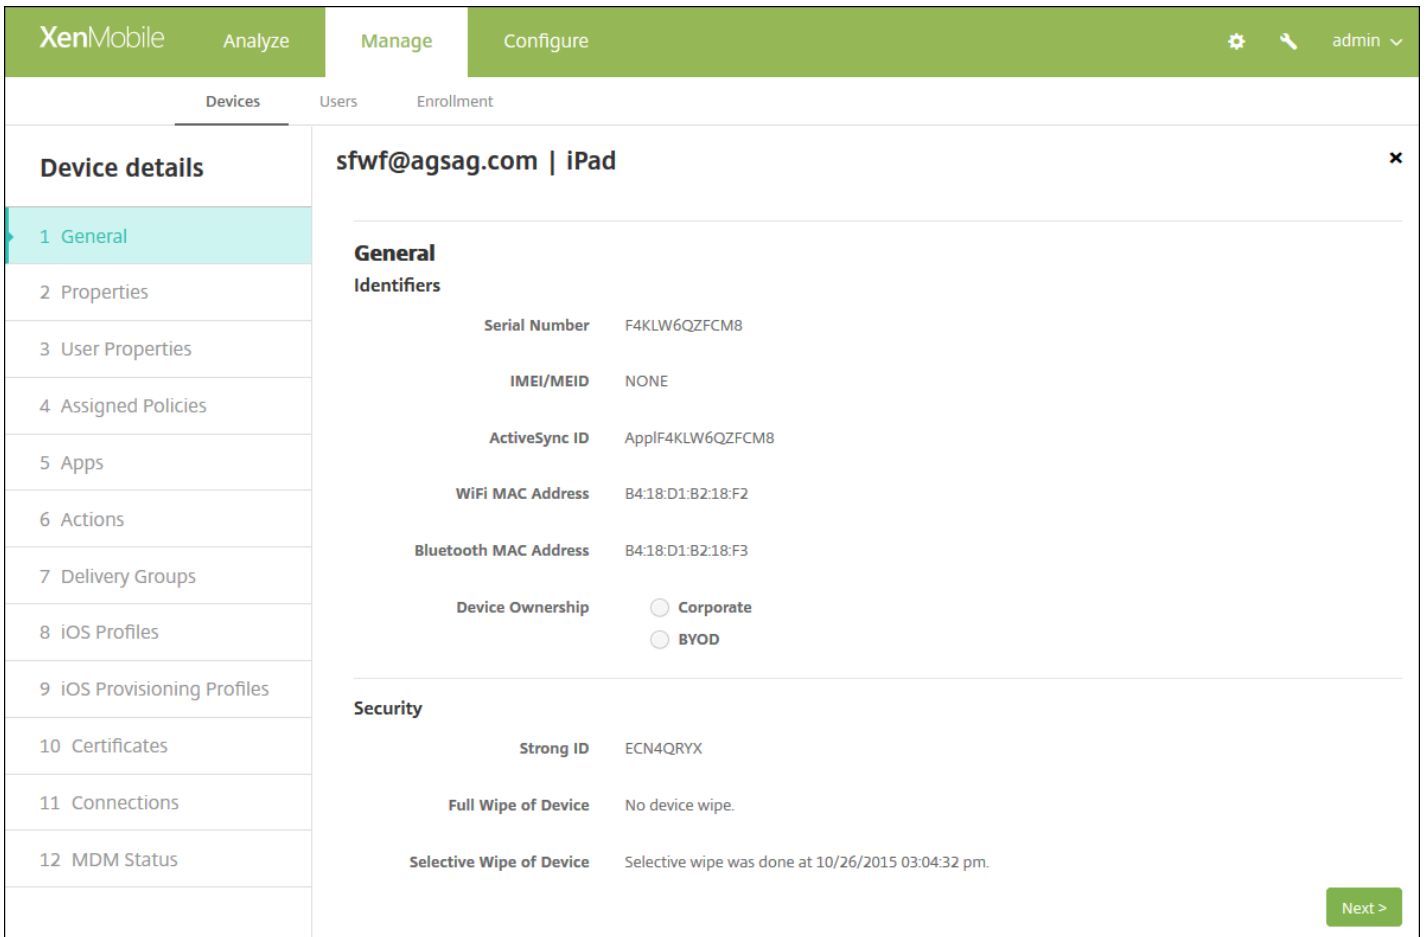 XenMobile Analyze Manage Configure admin
Devices Users Enrollment
Device details
1 General
2 Properties
3 User Properties
4 Assigned Policies
5 Apps
6 Actions
7 Delivery Groups
8 iOS Profiles
9 iOS Provisioning Profiles
10 Certificates
11 Connections
12 MDM Status
sfwf@agsag.com | iPad
General
Identifiers
Serial Number F4KLW6QZFCM8
IMEI/MEID NONE
ActiveSync ID ApplF4KLW6QZFCM8
WiFi MAC Address B4:18:D1:B2:18:F2
Bluetooth MAC Address B4:18:D1:B2:18:F3
Device Ownership Corporate
BYOD
Security
Strong ID ECN4QRYX
Full Wipe of Device No device wipe.
Selective Wipe of Device Selective wipe was done at 10/26/2015 03:04:32 pm.
Next >